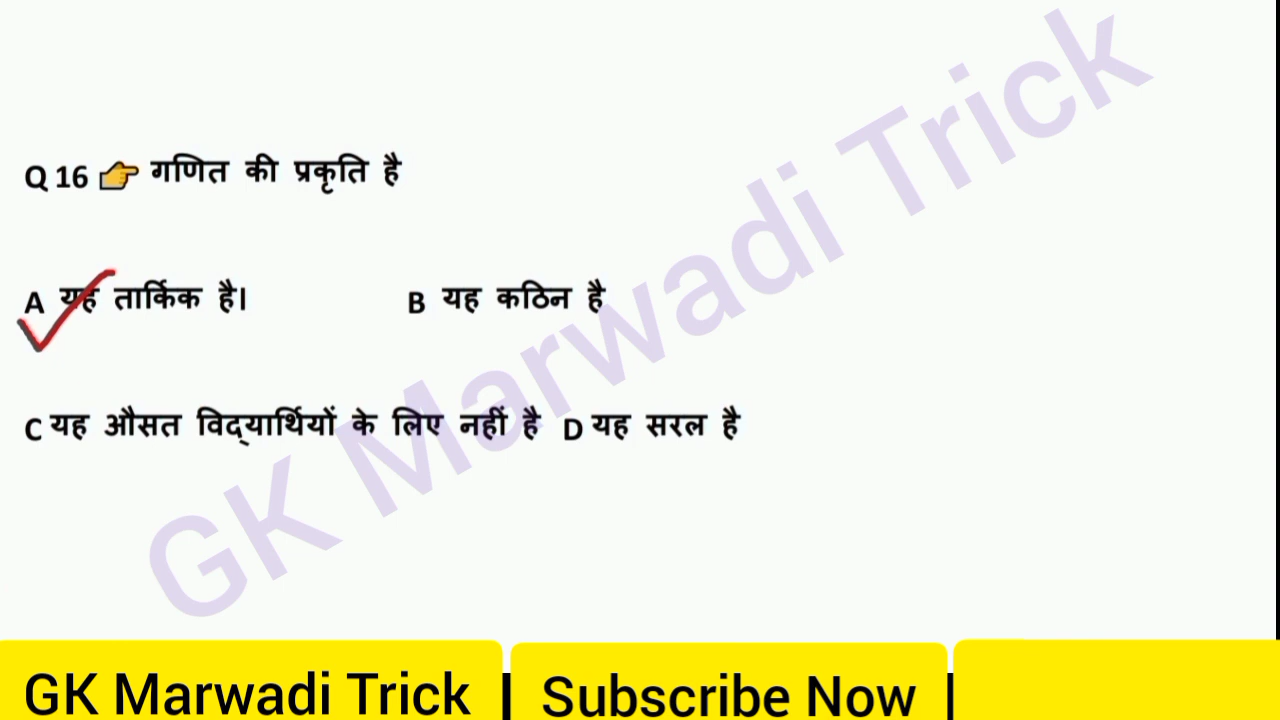 Q 16 👉 गणित की प्रकृति है
A यह तार्किक है।
B यह कठिन है
C यह औसत विद्यार्थियों के लिए नहीं है D यह सरल है
GK Marwadi Trick
GK Marwadi Trick | Subscribe Now |